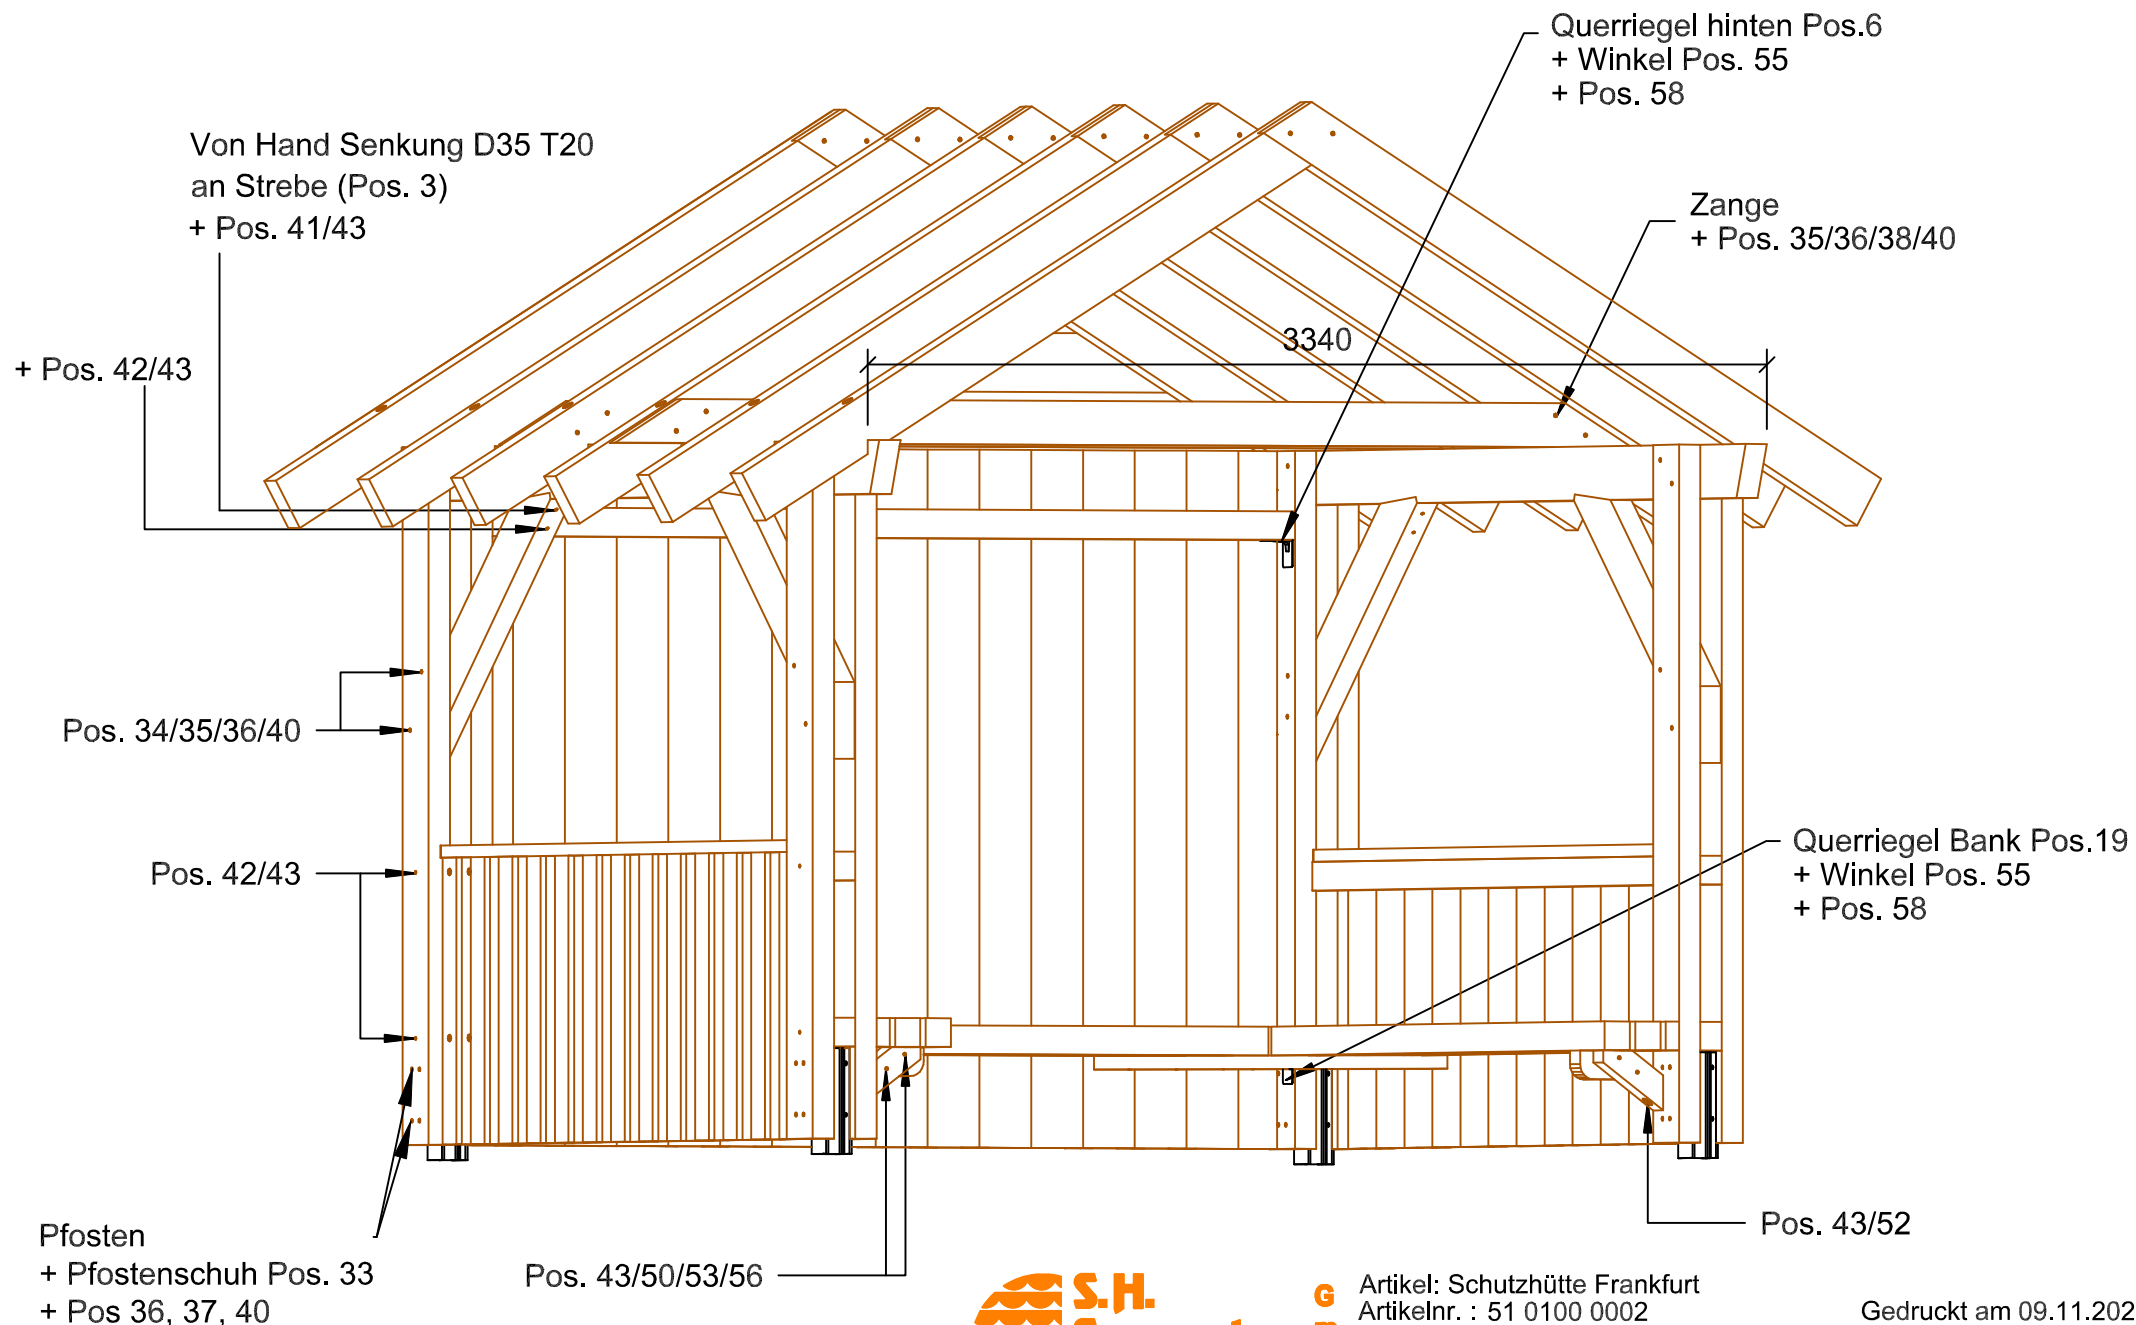 Querriegel hinten Pos.6
+ Winkel Pos. 55
+ Pos. 58
Von Hand Senkung D35 T20
an Strebe (Pos. 3)
+ Pos. 41/43
Zange
+ Pos. 35/36/38/40
3340
+ Pos. 42/43
Pos. 34/35/36/40
Pos. 42/43
Querriegel Bank Pos.19
+ Winkel Pos. 55
+ Pos. 58
Pfosten
+ Pfostenschuh Pos. 33
+ Pos 36, 37, 40
Pos. 43/50/53/56
Pos. 43/52
S.H.
G
Artikel: Schutzhütte Frankfurt
Artikelnr. : 51 0100 0002
Gedruckt am 09.11.202